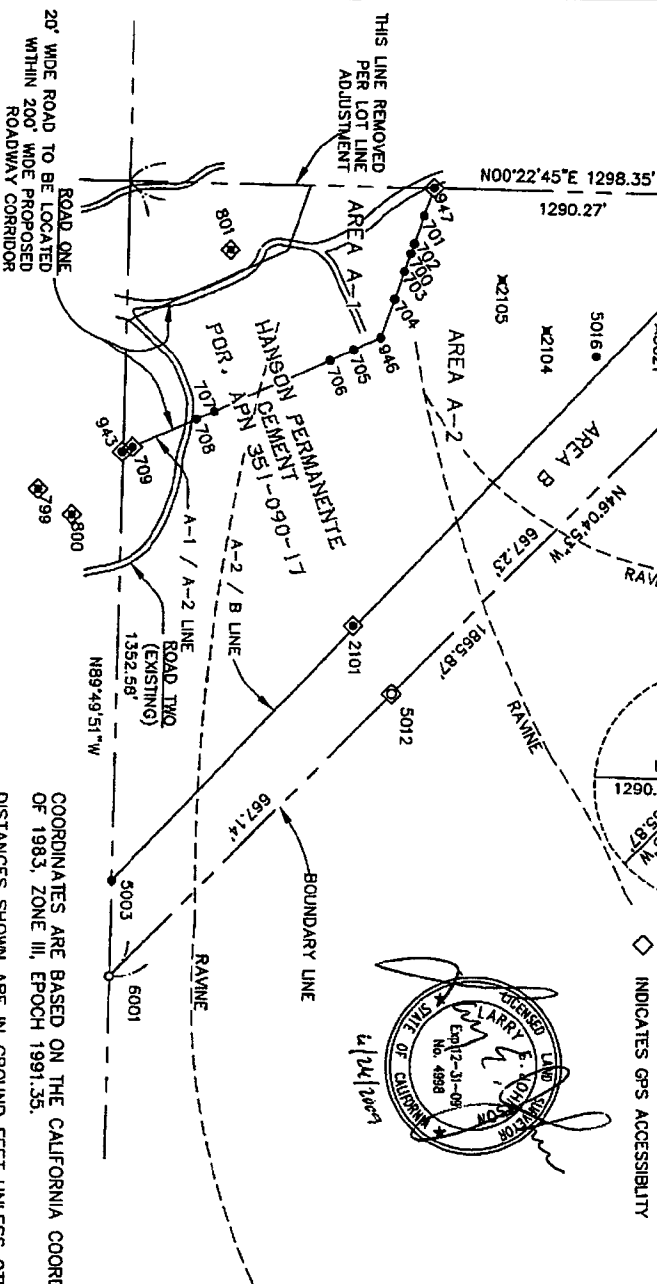 INDICATES GPS ACCESSIBLITY
N00°22'45"E 1298.35'
1290.27'
THIS LINE REMOVED
PER LOT LINE
ADJUSTMENT
947
701
702
700
703
704
946
705
706
707
708
709
943
801
799
800
2105
2104
5016
AREA A-1
AREA A-2
AREA B
N46°04'53"W
667.23'
1865.87'
RAVINE
1290.
HANSON PERMANENTE
CEMENT
POR. APN 351-090-17
2101
5012
667.14'
BOUNDARY LINE
A-2 / B LINE
A-1 / A-2 LINE
ROAD TWO
(EXISTING)
1352.58'
N89°49'51"W
5003
6001
RAVINE
ROAD ONE
20' WIDE ROAD TO BE LOCATED
WITHIN 200' WIDE PROPOSED
ROADWAY CORRIDOR
LICENSED LAND SURVEYOR
LARRY E. JOHNSON
Exp.12-31-09
No. 4998
STATE OF CALIFORNIA
COORDINATES ARE BASED ON THE CALIFORNIA COORD
OF 1983, ZONE III, EPOCH 1991.35.
DISTANCES SHOWN ARE IN GROUND FEET UNLESS